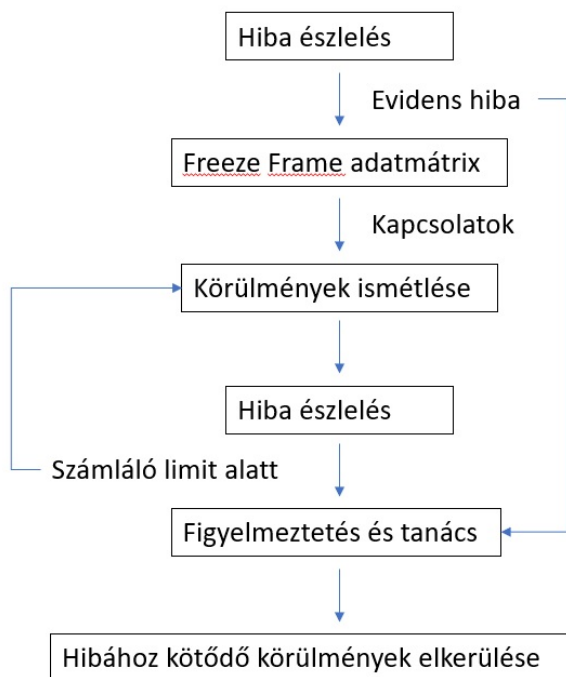 Hiba észlelés
Evidens hiba
Freeze Frame adatmátrix
Kapcsolatok
Körülmények ismétlése
Hiba észlelés
Számláló limit alatt
Figyelmeztetés és tanács
Hibához kötődő körülmények elkerülése